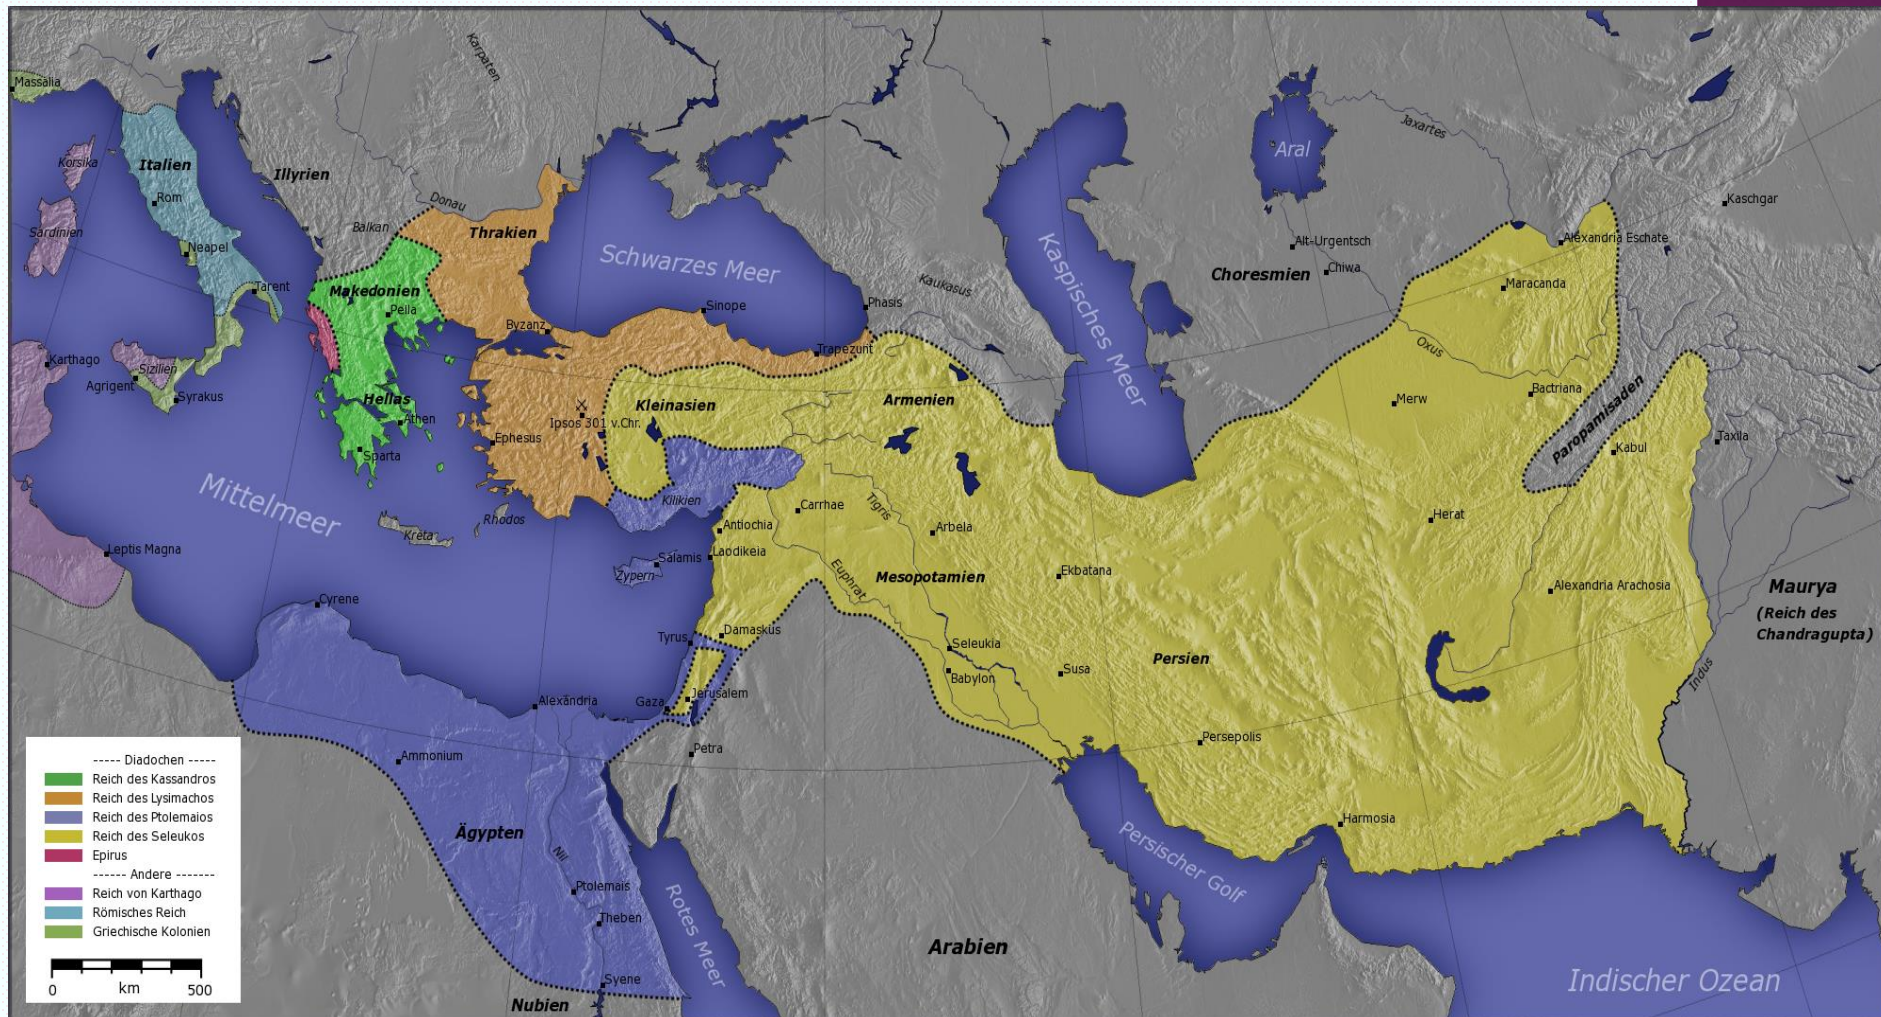 Massalia
Karpaten
Korsika
Italien
Rom
Illyrien
Sardinien
Neapel
Tarent
Donau
Balkan
Thrakien
Makedonien
Pella
Byzanz
Schwarzes Meer
Sinope
Phasis
Trapezunt
Kaukasus
Kaspisches Meer
Aral
Jaxartes
Kaschgar
Alt-Urgentsch
Chiwa
Choresmien
Alexandria Eschate
Maracanda
Oxus
Merw
Bactriana
Paropamisaden
Kabul
Taxila
Karthago
Sizilien
Agrigent
Syrakus
Hellas
Athen
Sparta
Ephesus
Ipsos 301 v.Chr.
Kleinasien
Armenien
Mittelmeer
Kreta
Rhodos
Kilikien
Leptis Magna
Antiochia
Laodikeia
Salamis
Zypern
Carrhae
Tigris
Arbela
Euphrat
Mesopotamien
Ekbatana
Herat
Alexandria Arachosia
Maurya
(Reich des
Chandragupta)
Cyrene
Tyrus
Damaskus
Seleukia
Babylon
Susa
Persien
Indus
Alexandria
Gaza
Jerusalem
Petra
Ammonium
Persepolis
Harmosia
Ägypten
Nil
Ptolemais
Theben
Syene
Nubien
Rotes Meer
Arabien
Persischer Golf
Indischer Ozean
----- Diadochen -----
Reich des Kassandros
Reich des Lysimachos
Reich des Ptolemaios
Reich des Seleukos
Epirus
------ Andere -------
Reich von Karthago
Römisches Reich
Griechische Kolonien
0 km 500